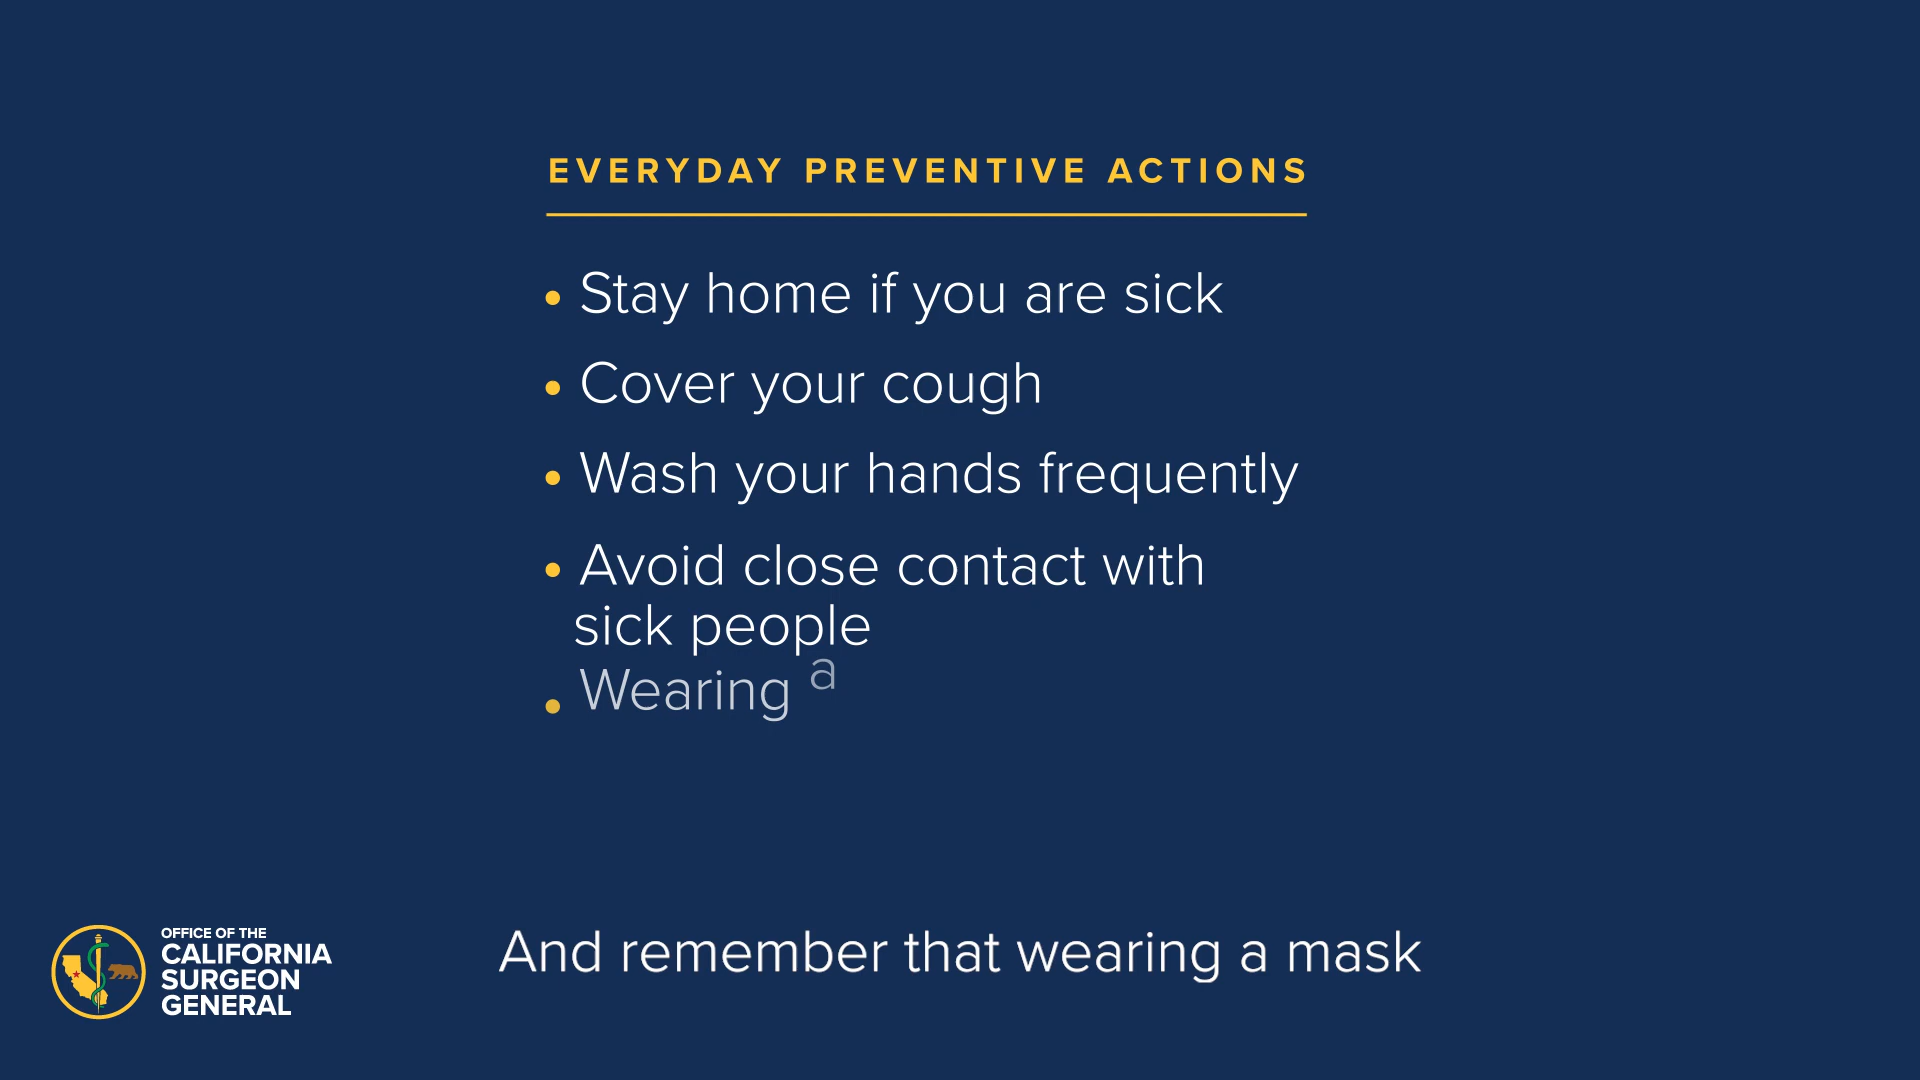 EVERYDAY PREVENTIVE ACTIONS
• Stay home if you are sick
• Cover your cough
• Wash your hands frequently
• Avoid close contact with
sick people
• Wearing a
OFFICE OF THE
CALIFORNIA
SURGEON
GENERAL
And remember that wearing a mask